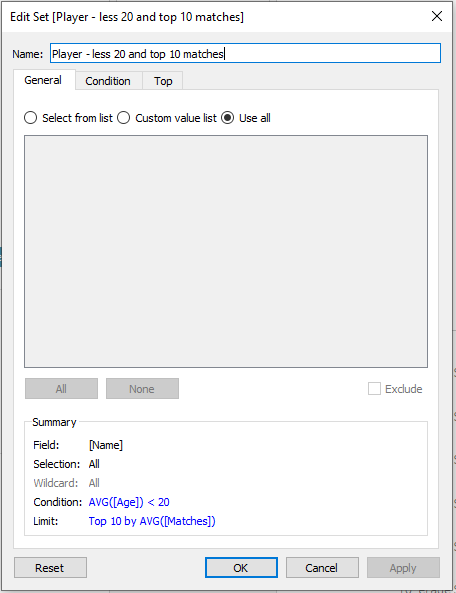 Edit Set [Player - less 20 and top 10 matches]
Name: Player - less 20 and top 10 matches
General Condition Top
Select from list Custom value list Use all
All None Exclude
Summary
Field: [Name]
Selection: All
Wildcard: All
Condition: AVG([Age]) < 20
Limit: Top 10 by AVG([Matches])
Reset OK Cancel Apply